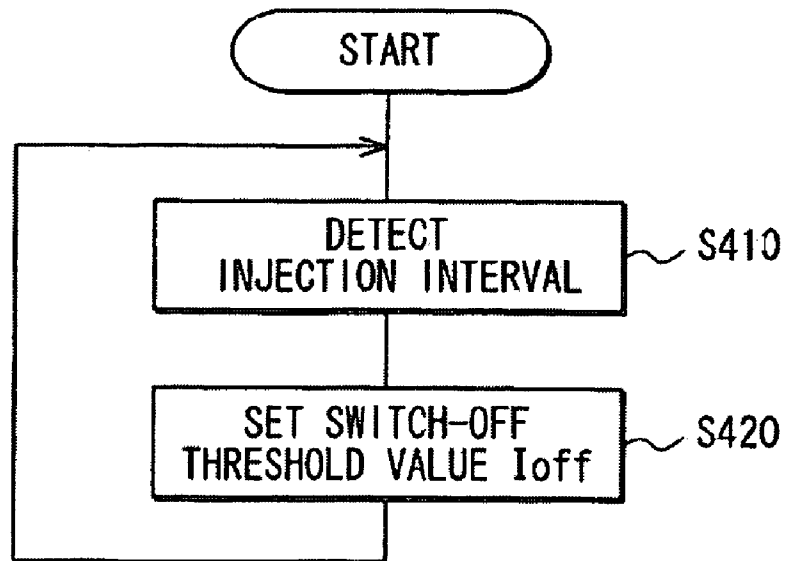 START
DETECT
INJECTION INTERVAL
S410
SET SWITCH-OFF
THRESHOLD VALUE Ioff
S420